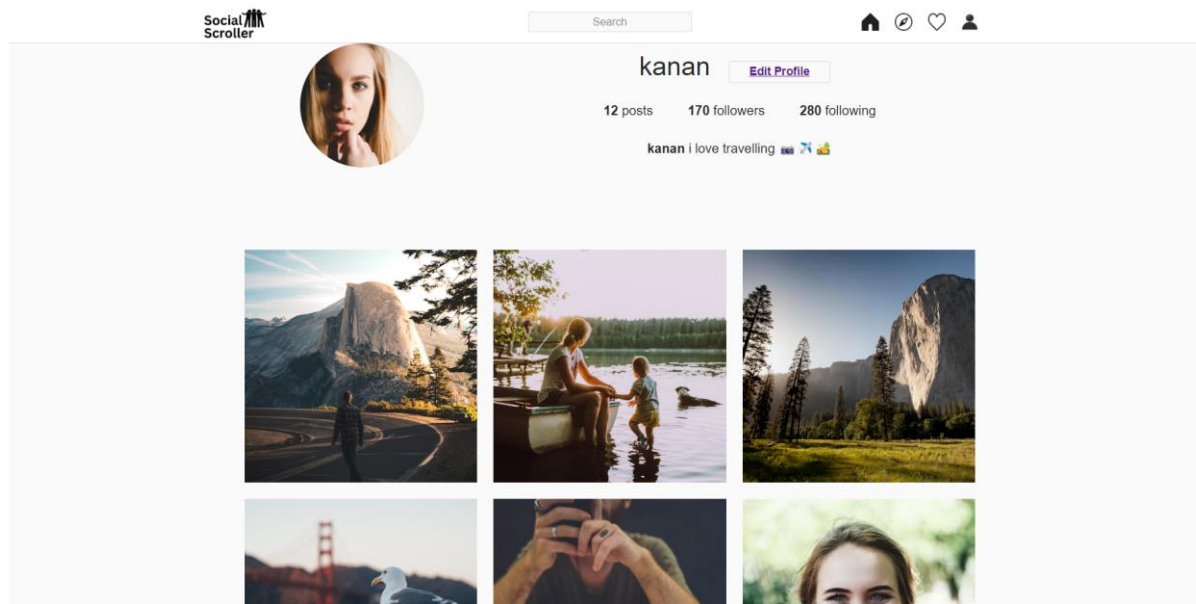 Social
Scroller
Search
kanan Edit Profile
12 posts 170 followers 280 following
kanan i love travelling 📷 ✈️ 🏕️